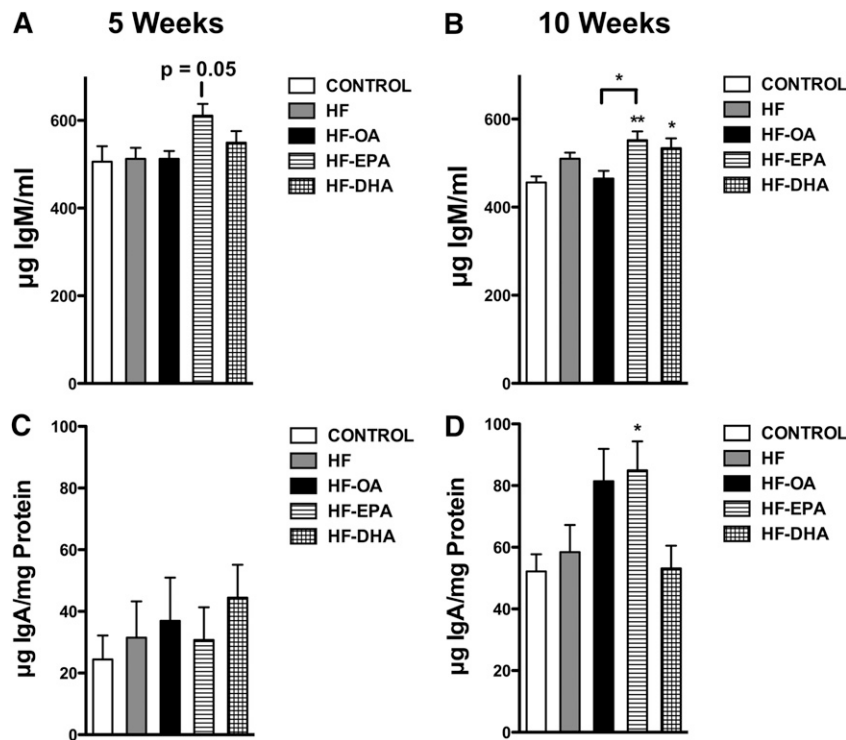 A 5 Weeks
p = 0.05
µg IgM/ml
600
400
200
0
CONTROL
HF
HF-OA
HF-EPA
HF-DHA
B 10 Weeks
*
** *
µg IgM/ml
600
400
200
0
CONTROL
HF
HF-OA
HF-EPA
HF-DHA
C
µg IgA/mg Protein
100
80
60
40
20
0
CONTROL
HF
HF-OA
HF-EPA
HF-DHA
D
*
µg IgA/mg Protein
100
80
60
40
20
0
CONTROL
HF
HF-OA
HF-EPA
HF-DHA